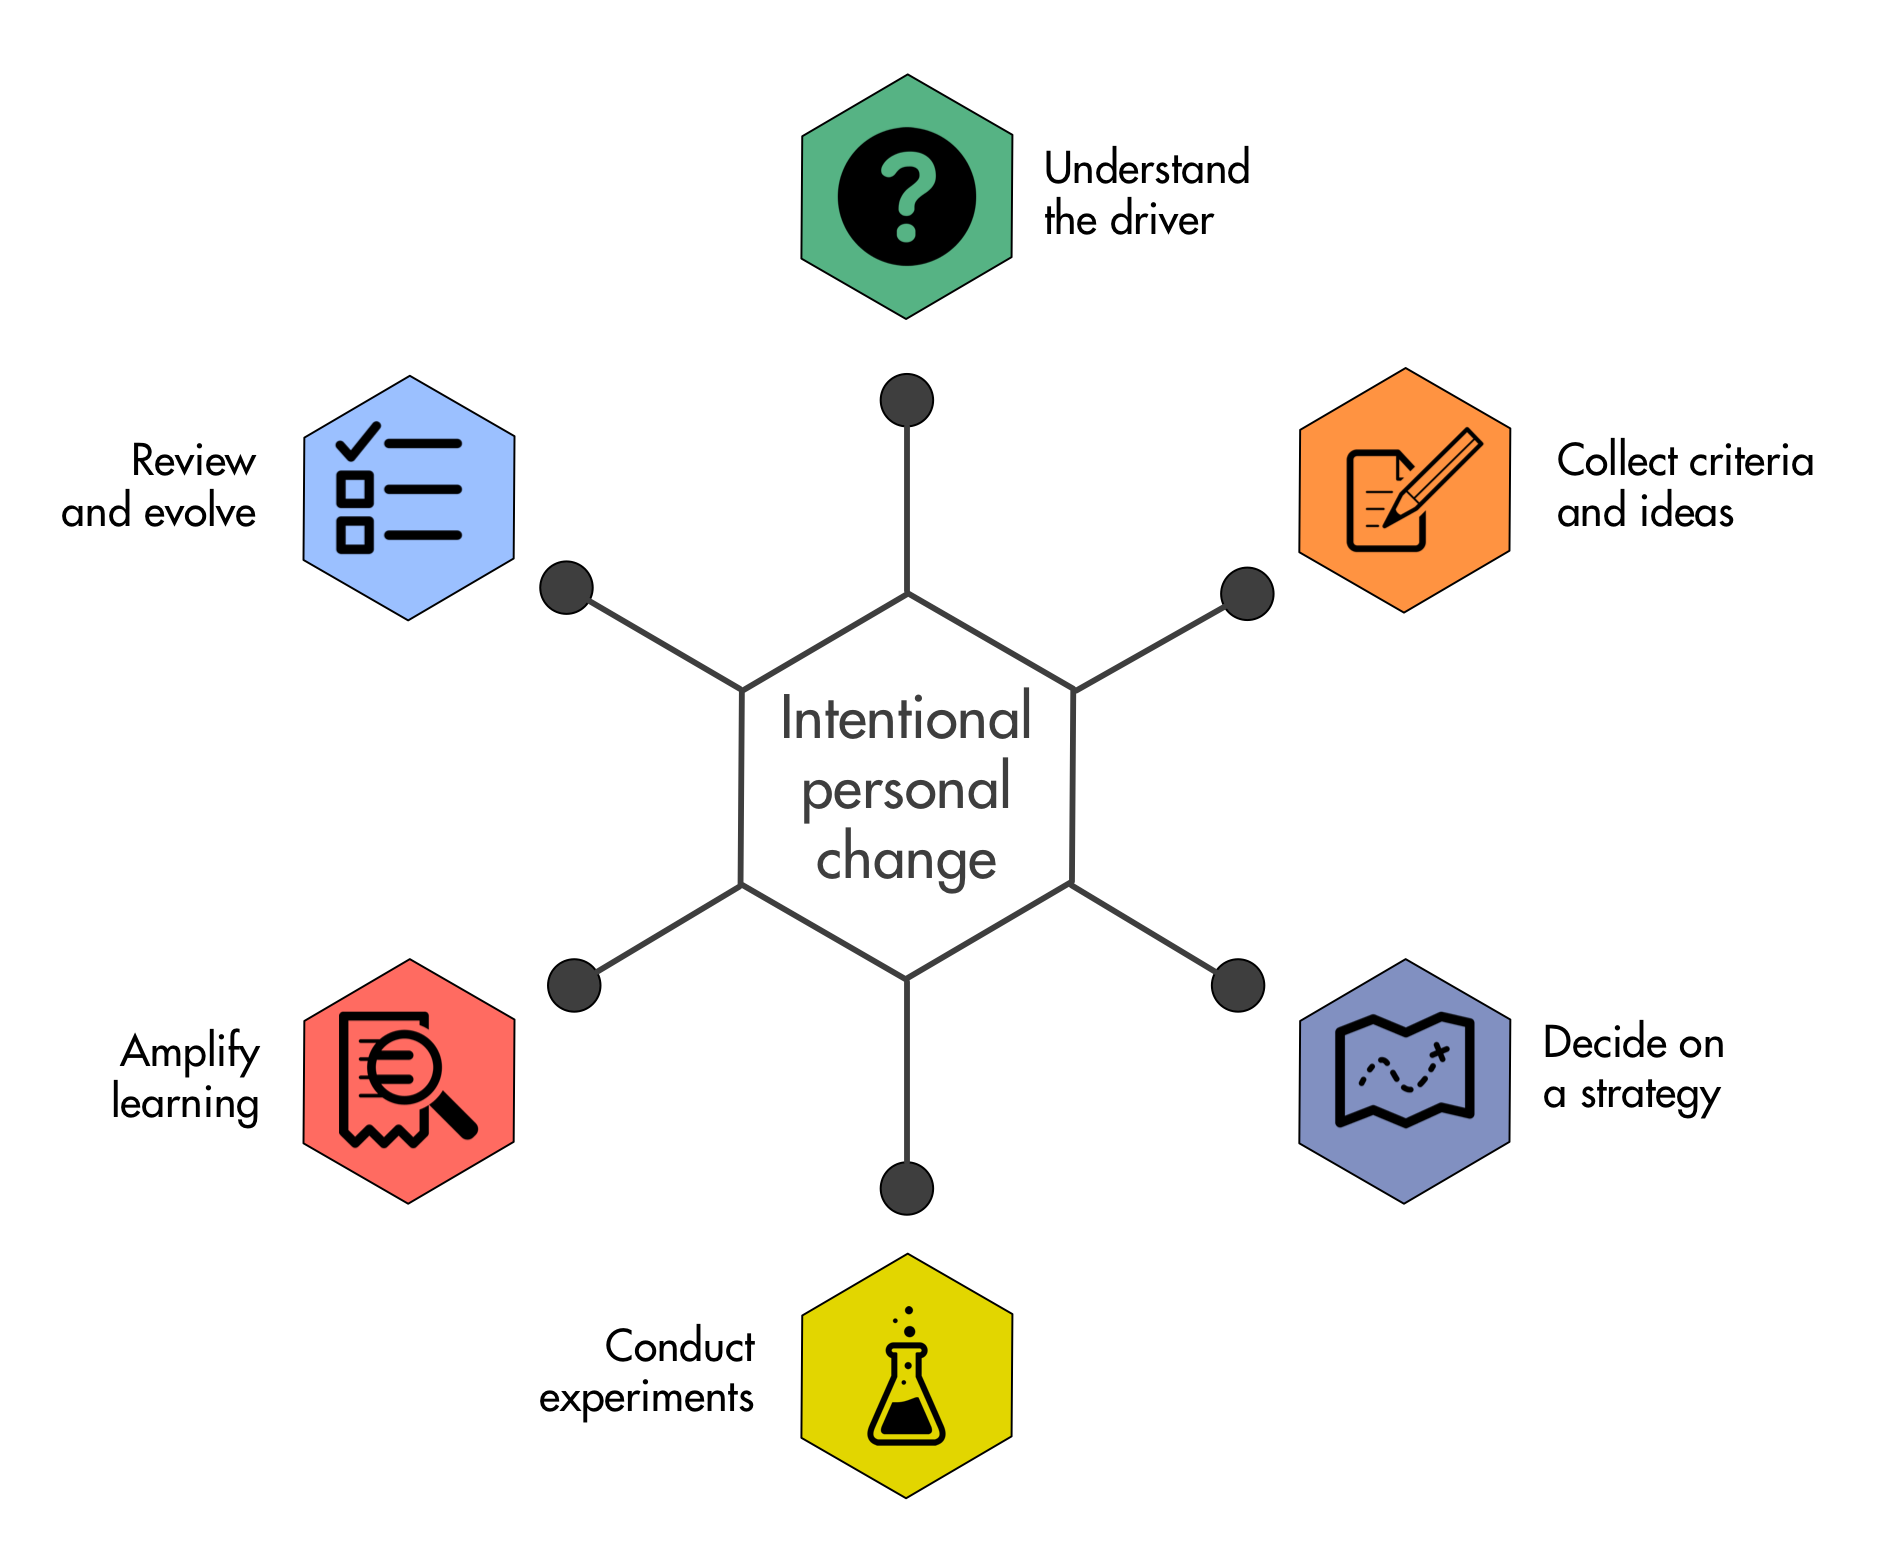 Understand
the driver
Collect criteria
and ideas
Decide on
a strategy
Conduct
experiments
Amplify
learning
Review
and evolve
Intentional
personal
change